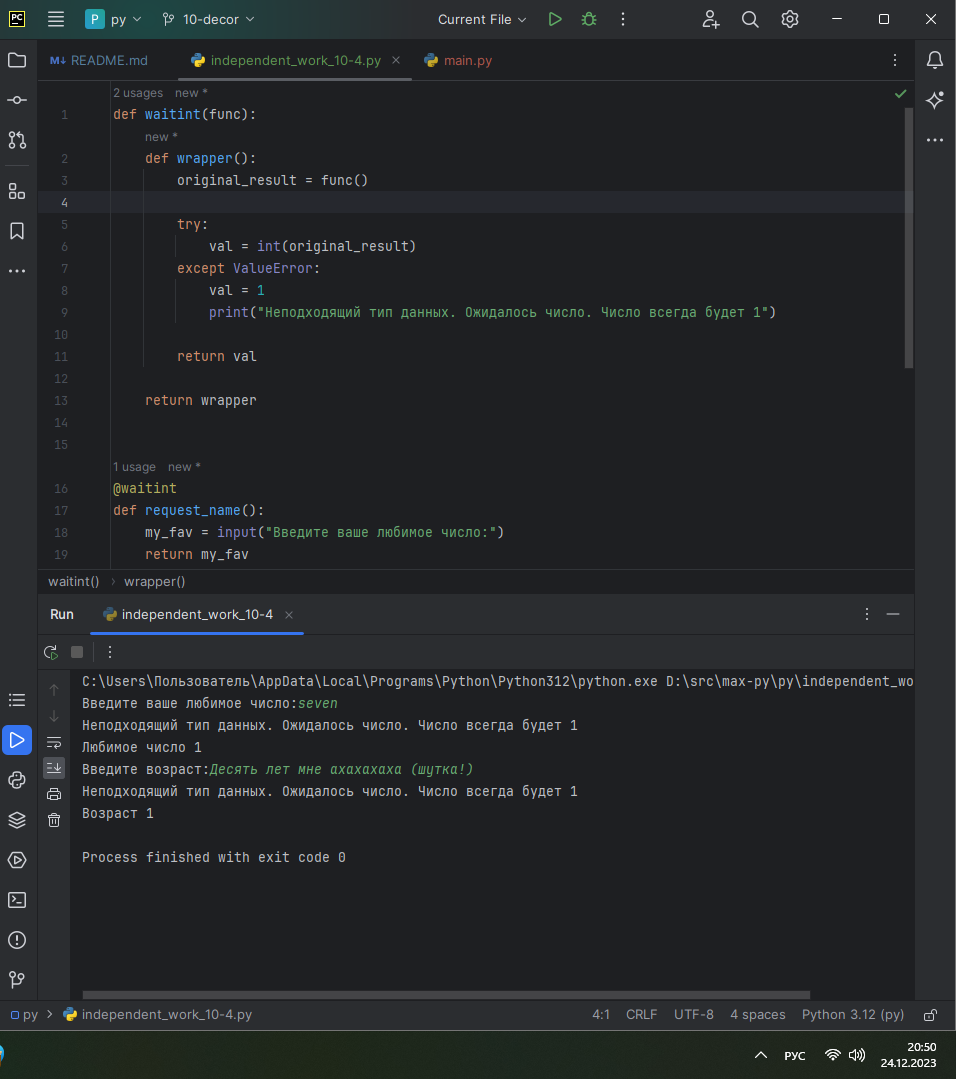 PC P py 10-decor Current File
M↓ README.md independent_work_10-4.py main.py
2 usages new *
1 def waitint(func):
new *
2 def wrapper():
3 original_result = func()
4
5 try:
6 val = int(original_result)
7 except ValueError:
8 val = 1
9 print("Неподходящий тип данных. Ожидалось число. Число всегда будет 1")
10
11 return val
12
13 return wrapper
14
15
1 usage new *
16 @waitint
17 def request_name():
18 my_fav = input("Введите ваше любимое число:")
19 return my_fav
waitint() › wrapper()
Run independent_work_10-4
C:\Users\Пользователь\AppData\Local\Programs\Python\Python312\python.exe D:\src\max-py\py\independent_wo
Введите ваше любимое число:seven
Неподходящий тип данных. Ожидалось число. Число всегда будет 1
Любимое число 1
Введите возраст:Десять лет мне ахахахаха (шутка!)
Неподходящий тип данных. Ожидалось число. Число всегда будет 1
Возраст 1
Process finished with exit code 0
py › independent_work_10-4.py 4:1 CRLF UTF-8 4 spaces Python 3.12 (py)
РУС 20:50
24.12.2023